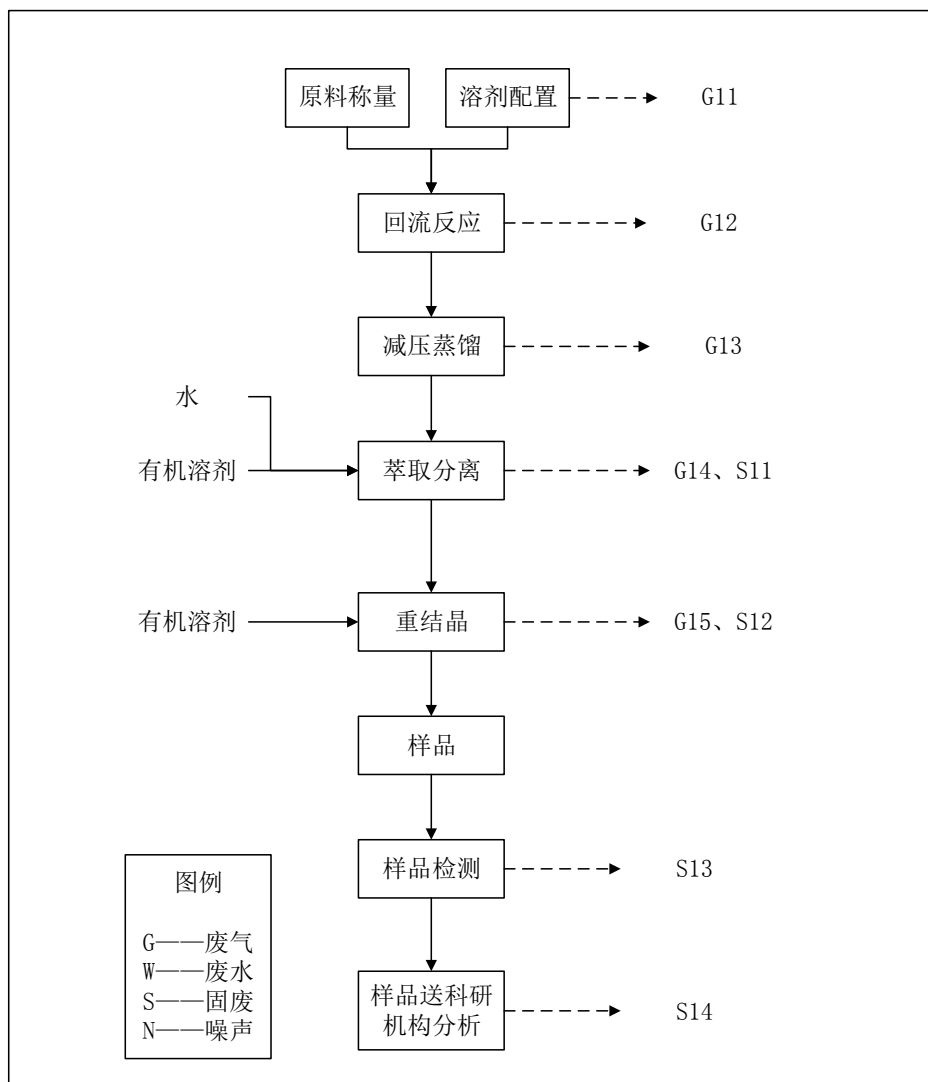 原料称量
溶剂配置
G11
回流反应
G12
减压蒸馏
G13
水
有机溶剂
萃取分离
G14、S11
有机溶剂
重结晶
G15、S12
样品
样品检测
S13
样品送科研
机构分析
S14
图例
G——废气
W——废水
S——固废
N——噪声